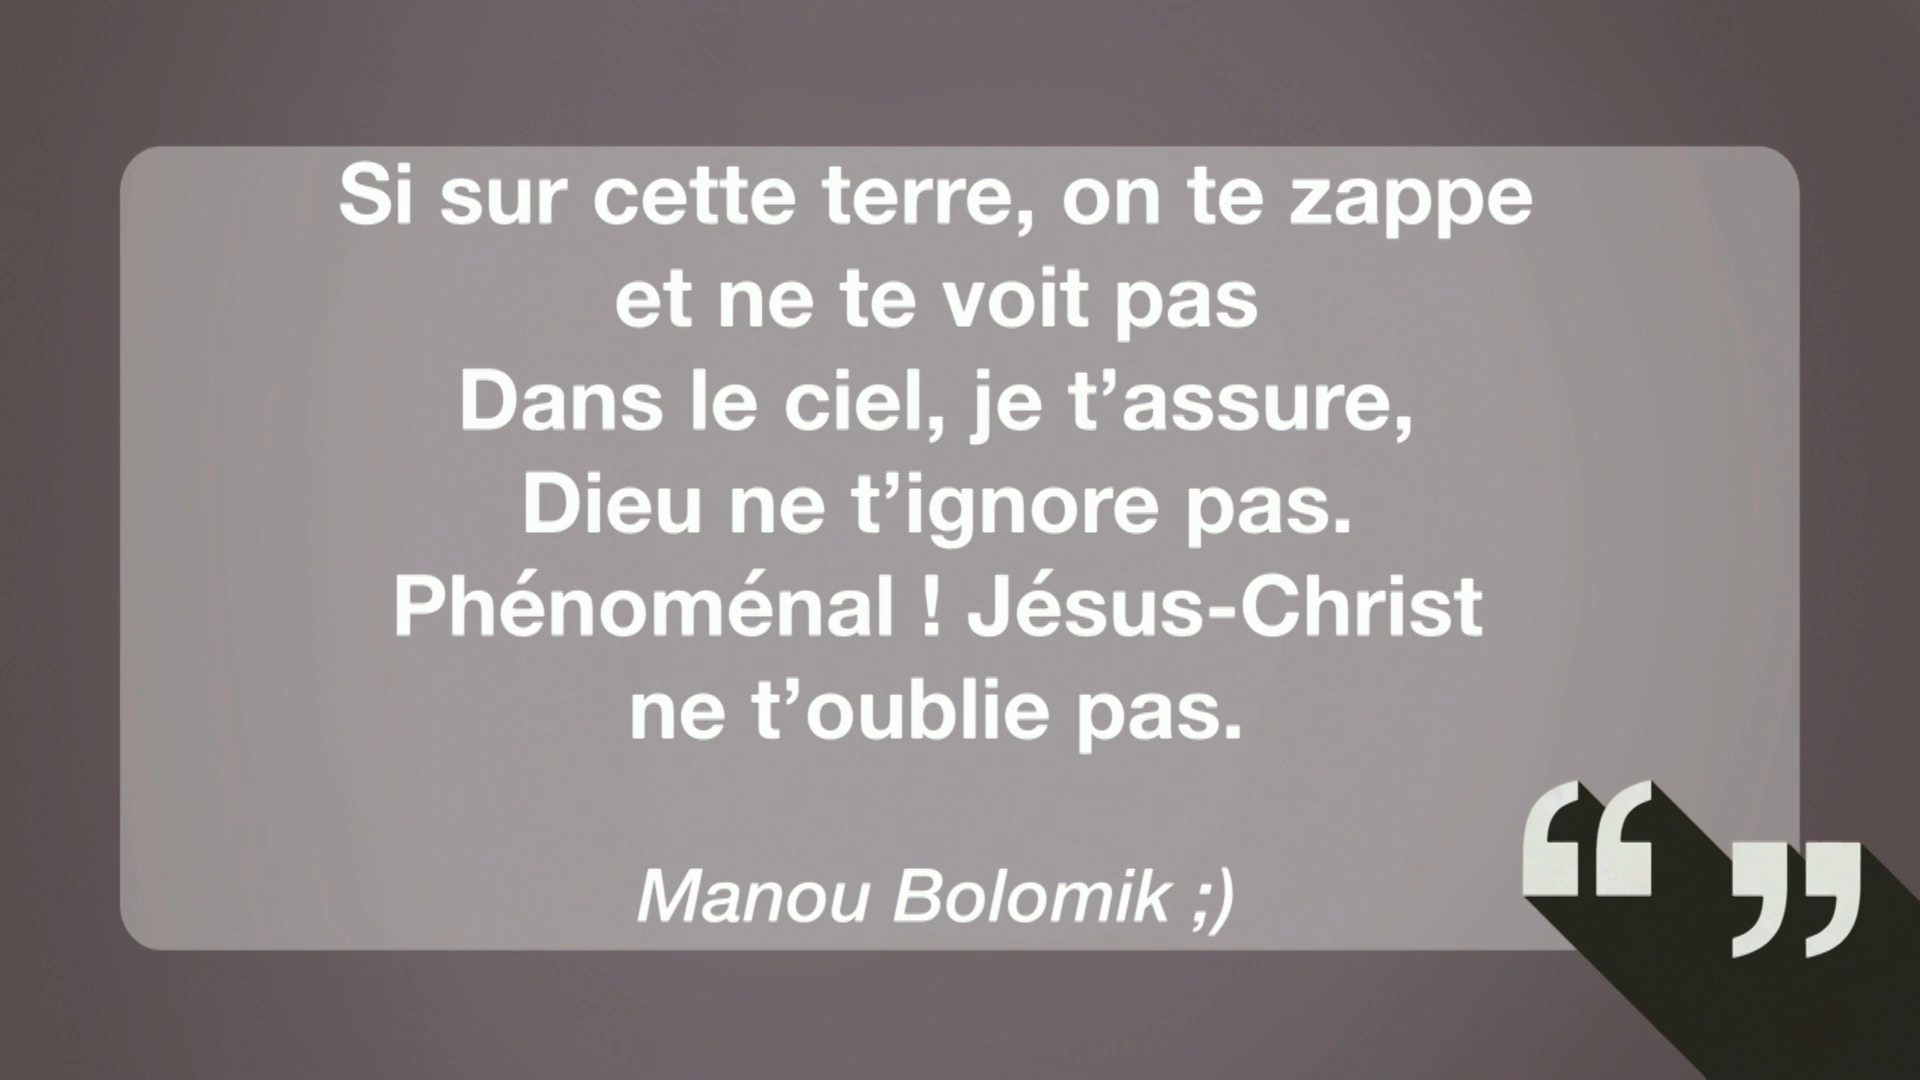 Si sur cette terre, on te zappe
et ne te voit pas
Dans le ciel, je t’assure,
Dieu ne t’ignore pas.
Phénoménal ! Jésus-Christ
ne t’oublie pas.
Manou Bolomik ;)
“ ”